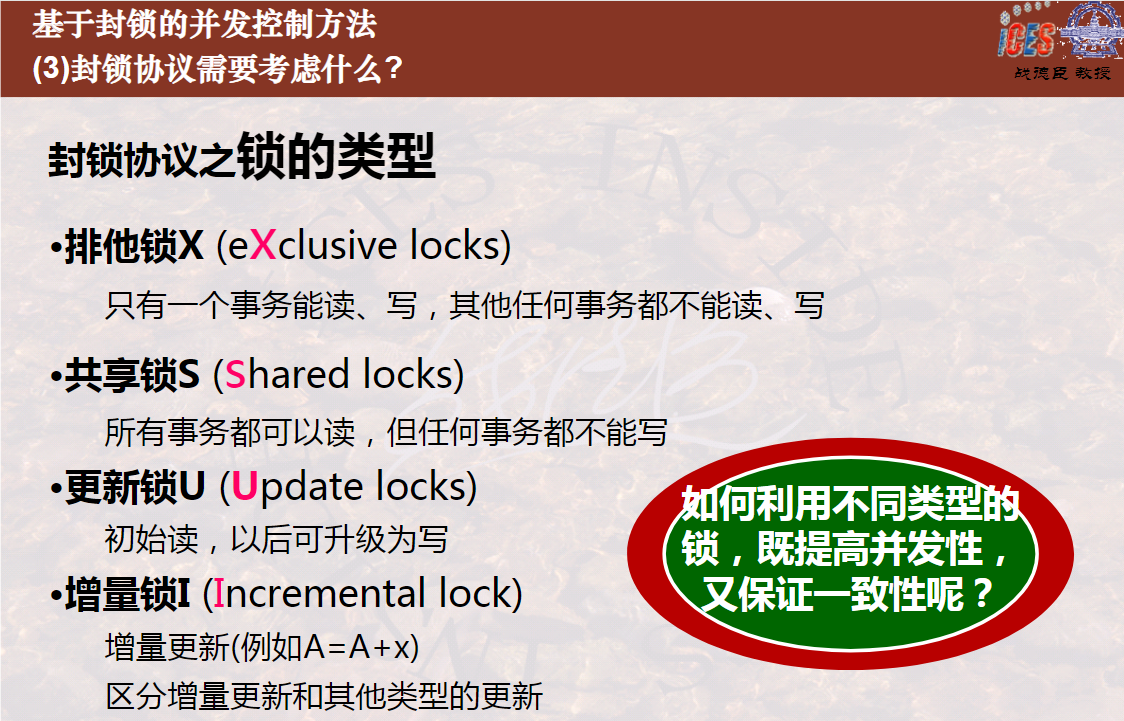 基于封锁的并发控制方法
(3)封锁协议需要考虑什么?
iCES
战德臣 教授
封锁协议之锁的类型
•排他锁X (eXclusive locks)
只有一个事务能读、写，其他任何事务都不能读、写
•共享锁S (Shared locks)
所有事务都可以读，但任何事务都不能写
•更新锁U (Update locks)
初始读，以后可升级为写
•增量锁I (Incremental lock)
增量更新(例如A=A+x)
区分增量更新和其他类型的更新
如何利用不同类型的
锁，既提高并发性，
又保证一致性呢？